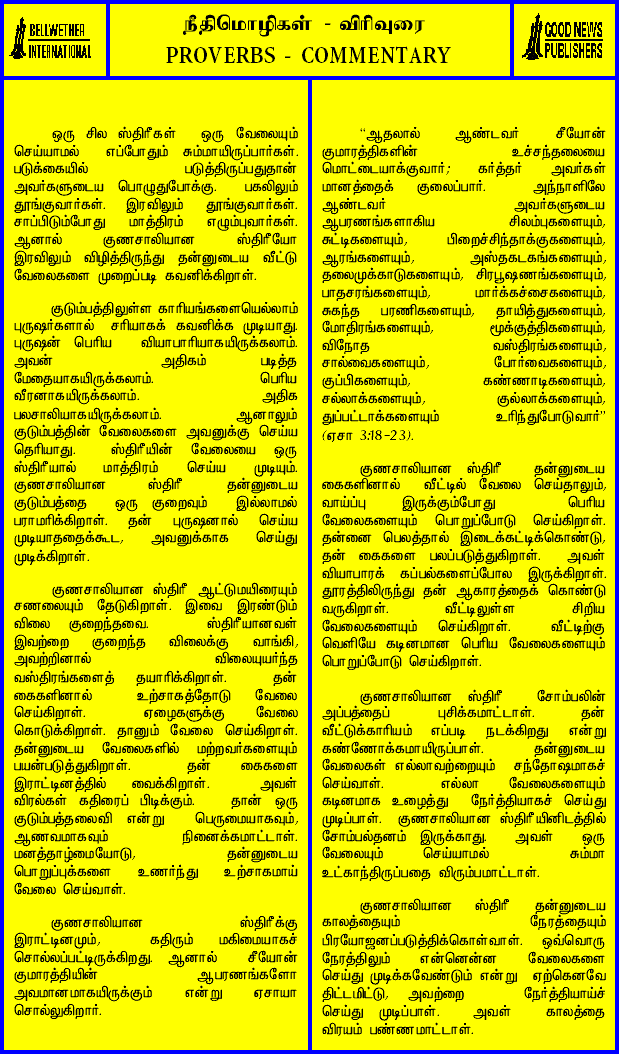 BELLWETHER
INTERNATIONAL
நீதிமொழிகள் - விரிவுரை
PROVERBS - COMMENTARY
GOOD NEWS
PUBLISHERS
ஒரு சில ஸ்திரீகள் ஒரு வேலையும்
செய்யாமல் எப்போதும் சும்மாயிருப்பார்கள்.
படுக்கையில் படுத்திருப்பதுதான்
அவர்களுடைய பொழுதுபோக்கு. பகலிலும்
தூங்குவார்கள். இரவிலும் தூங்குவார்கள்.
சாப்பிடும்போது மாத்திரம் எழும்புவார்கள்.
ஆனால் குணசாலியான ஸ்திரீயோ
இரவிலும் விழித்திருந்து தன்னுடைய வீட்டு
வேலைகளை முறைப்படி கவனிக்கிறாள்.
குடும்பத்திலுள்ள காரியங்களையெல்லாம்
புருஷர்களால் சரியாகக் கவனிக்க முடியாது.
புருஷன் பெரிய வியாபாரியாகயிருக்கலாம்.
அவன் அதிகம் படித்த
மேதையாகயிருக்கலாம். பெரிய
வீரனாகயிருக்கலாம். அதிக
பலசாலியாகயிருக்கலாம். ஆனாலும்
குடும்பத்தின் வேலைகளை அவனுக்கு செய்ய
தெரியாது. ஸ்திரீயின் வேலையை ஒரு
ஸ்திரீயால் மாத்திரம் செய்ய முடியும்.
குணசாலியான ஸ்திரீ தன்னுடைய
குடும்பத்தை ஒரு குறைவும் இல்லாமல்
பராமரிக்கிறாள். தன் புருஷனால் செய்ய
முடியாததைக்கூட, அவனுக்காக செய்து
முடிக்கிறாள்.
குணசாலியான ஸ்திரீ ஆட்டுமயிரையும்
சணலையும் தேடுகிறாள். இவை இரண்டும்
விலை குறைந்தவை. ஸ்திரீயானவள்
இவற்றை குறைந்த விலைக்கு வாங்கி,
அவற்றினால் விலையுயர்ந்த
வஸ்திரங்களைத் தயாரிக்கிறாள். தன்
கைகளினால் உற்சாகத்தோடு வேலை
செய்கிறாள். ஏழைகளுக்கு வேலை
கொடுக்கிறாள். தானும் வேலை செய்கிறாள்.
தன்னுடைய வேலைகளில் மற்றவர்களையும்
பயன்படுத்துகிறாள். தன் கைகளை
இராட்டினத்தில் வைக்கிறாள். அவள்
விரல்கள் கதிரைப் பிடிக்கும். தான் ஒரு
குடும்பத்தலைவி என்று பெருமையாகவும்,
ஆணவமாகவும் நினைக்கமாட்டாள்.
மனத்தாழ்மையோடு, தன்னுடைய
பொறுப்புக்களை உணர்ந்து உற்சாகமாய்
வேலை செய்வாள்.
குணசாலியான ஸ்திரீக்கு
இராட்டினமும், கதிரும் மகிமையாகச்
சொல்லப்பட்டிருக்கிறது. ஆனால் சீயோன்
குமாரத்தியின் ஆபரணங்களோ
அவமானமாகயிருக்கும் என்று ஏசாயா
சொல்லுகிறார்.
“ஆதலால் ஆண்டவர் சீயோன்
குமாரத்திகளின் உச்சந்தலையை
மொட்டையாக்குவார்; கர்த்தர் அவர்கள்
மானத்தைக் குலைப்பார். அந்நாளிலே
ஆண்டவர் அவர்களுடைய
ஆபரணங்களாகிய சிலம்புகளையும்,
சுட்டிகளையும், பிறைச்சிந்தாக்குகளையும்,
ஆரங்களையும், அஸ்தகடகங்களையும்,
தலைமுக்காடுகளையும், சிரபூஷணங்களையும்,
பாதசரங்களையும், மார்க்கச்சைகளையும்,
சுகந்த பரணிகளையும், தாயித்துகளையும்,
மோதிரங்களையும், மூக்குத்திகளையும்,
விநோத வஸ்திரங்களையும்,
சால்வைகளையும், போர்வைகளையும்,
குப்பிகளையும், கண்ணாடிகளையும்,
சல்லாக்களையும், குல்லாக்களையும்,
துப்பட்டாக்களையும் உரிந்துபோடுவார்”
(ஏசா 3:18-23).
குணசாலியான ஸ்திரீ தன்னுடைய
கைகளினால் வீட்டில் வேலை செய்தாலும்,
வாய்ப்பு இருக்கும்போது பெரிய
வேலைகளையும் பொறுப்போடு செய்கிறாள்.
தன்னை பெலத்தால் இடைக்கட்டிக்கொண்டு,
தன் கைகளை பலப்படுத்துகிறாள். அவள்
வியாபாரக் கப்பல்களைப்போல இருக்கிறாள்.
தூரத்திலிருந்து தன் ஆகாரத்தைக் கொண்டு
வருகிறாள். வீட்டிலுள்ள சிறிய
வேலைகளையும் செய்கிறாள். வீட்டிற்கு
வெளியே கடினமான பெரிய வேலைகளையும்
பொறுப்போடு செய்கிறாள்.
குணசாலியான ஸ்திரீ சோம்பலின்
அப்பத்தைப் புசிக்கமாட்டாள். தன்
வீட்டுக்காரியம் எப்படி நடக்கிறது என்று
கண்ணோக்கமாயிருப்பாள். தன்னுடைய
வேலைகள் எல்லாவற்றையும் சந்தோஷமாகச்
செய்வாள். எல்லா வேலைகளையும்
கடினமாக உழைத்து நேர்த்தியாகச் செய்து
முடிப்பாள். குணசாலியான ஸ்திரீயினிடத்தில்
சோம்பல்தனம் இருக்காது. அவள் ஒரு
வேலையும் செய்யாமல் சும்மா
உட்காந்திருப்பதை விரும்பமாட்டாள்.
குணசாலியான ஸ்திரீ தன்னுடைய
காலத்தையும் நேரத்தையும்
பிரயோஜனப்படுத்திக்கொள்வாள். ஒவ்வொரு
நேரத்திலும் என்னென்ன வேலைகளை
செய்து முடிக்கவேண்டும் என்று ஏற்கெனவே
திட்டமிட்டு, அவற்றை நேர்த்தியாய்ச்
செய்து முடிப்பாள். அவள் காலத்தை
விரயம் பண்ணமாட்டாள்.